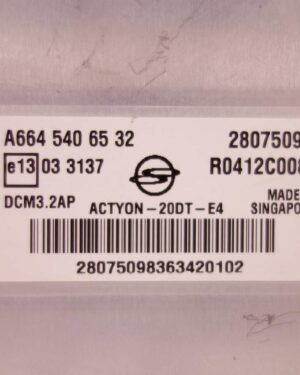 A664 540 65 32 2807509
e13 03 3137 R0412C008
DCM3.2AP ACTYON-20DT-E4 MADE
SINGAPO
28075098363420102